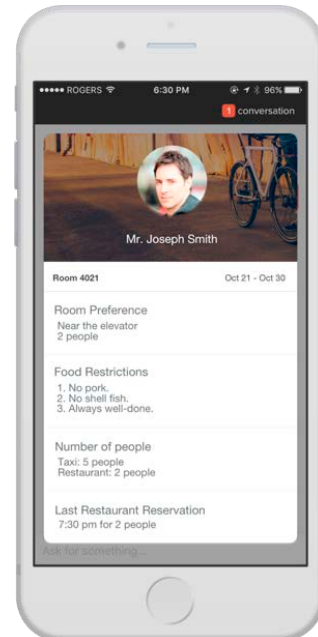 ●●●●● ROGERS 6:30 PM 96%
1 conversation
Mr. Joseph Smith
Room 4021 Oct 21 - Oct 30
Room Preference
Near the elevator
2 people
Food Restrictions
1. No pork.
2. No shell fish.
3. Always well-done.
Number of people
Taxi: 5 people
Restaurant: 2 people
Last Restaurant Reservation
7:30 pm for 2 people
Ask for something...